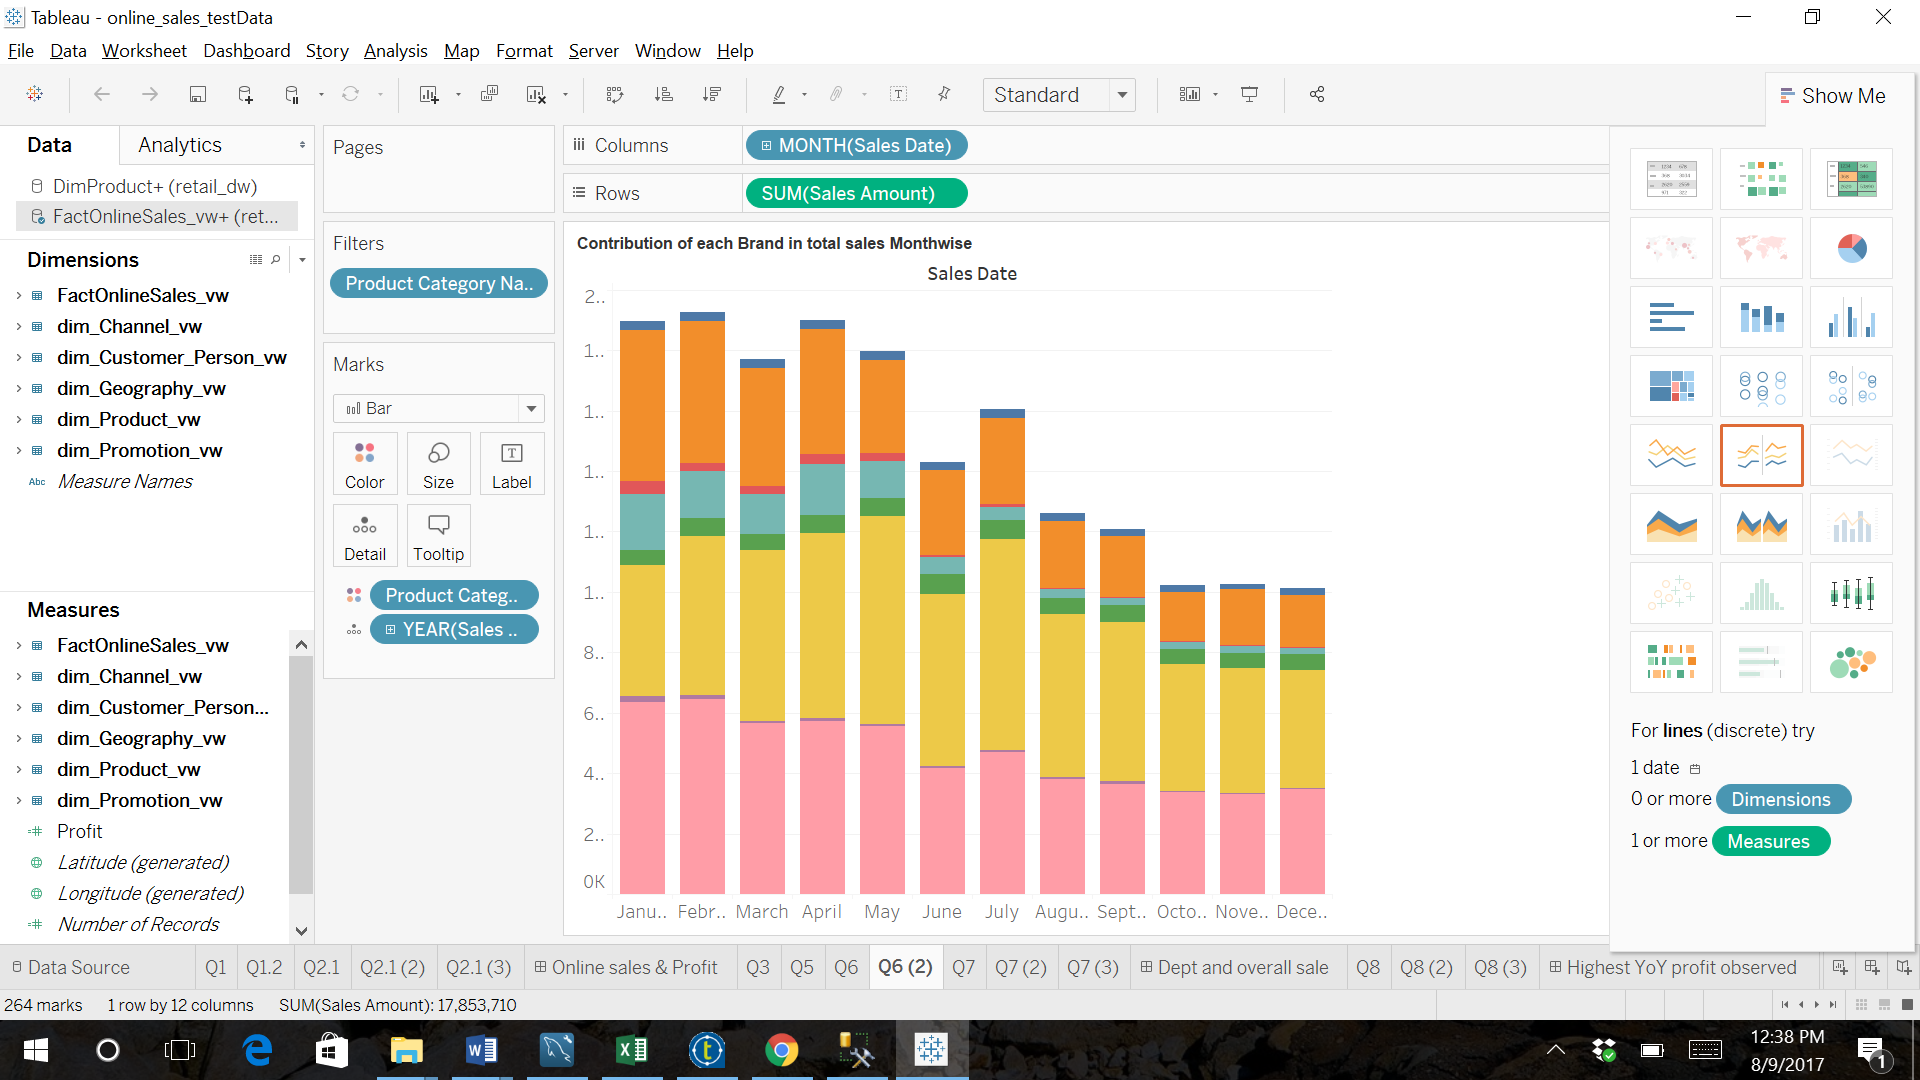 Tableau - online_sales_testData
File Data Worksheet Dashboard Story Analysis Map Format Server Window Help
Standard
Show Me
Data Analytics
DimProduct+ (retail_dw)
FactOnlineSales_vw+ (ret...
Dimensions
FactOnlineSales_vw
dim_Channel_vw
dim_Customer_Person_vw
dim_Geography_vw
dim_Product_vw
dim_Promotion_vw
Abc Measure Names
Measures
FactOnlineSales_vw
dim_Channel_vw
dim_Customer_Person...
dim_Geography_vw
dim_Product_vw
dim_Promotion_vw
Profit
Latitude (generated)
Longitude (generated)
Number of Records
Pages
Filters
Product Category Na..
Marks
Bar
Color Size Label
Detail Tooltip
Product Categ..
YEAR(Sales ..
Columns MONTH(Sales Date)
Rows SUM(Sales Amount)
Contribution of each Brand in total sales Monthwise
Sales Date
2..
1..
1..
1..
1..
1..
8..
6..
4..
2..
0K
Janu.. Febr.. March April May June July Augu.. Sept.. Octo.. Nove.. Dece..
For lines (discrete) try
1 date
0 or more Dimensions
1 or more Measures
Data Source Q1 Q1.2 Q2.1 Q2.1 (2) Q2.1 (3) Online sales & Profit Q3 Q5 Q6 Q6 (2) Q7 Q7 (2) Q7 (3) Dept and overall sale Q8 Q8 (2) Q8 (3) Highest YoY profit observed
264 marks 1 row by 12 columns SUM(Sales Amount): 17,853,710
12:38 PM
8/9/2017
1